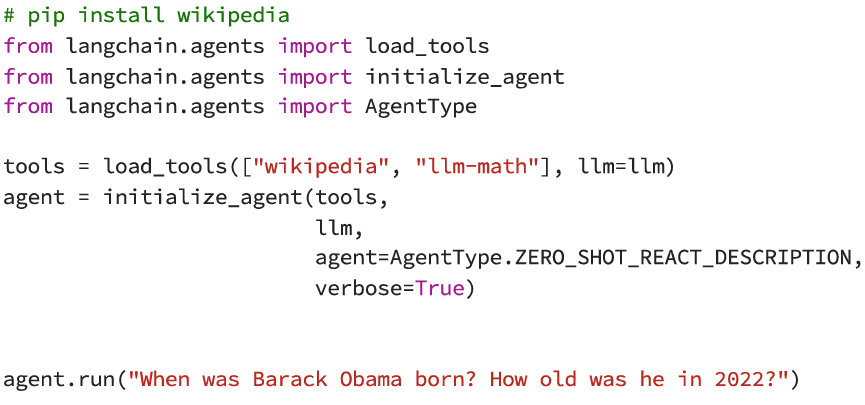 # pip install wikipedia
from langchain.agents import load_tools
from langchain.agents import initialize_agent
from langchain.agents import AgentType
tools = load_tools(["wikipedia", "llm-math"], llm=llm)
agent = initialize_agent(tools,
llm,
agent=AgentType.ZERO_SHOT_REACT_DESCRIPTION,
verbose=True)
agent.run("When was Barack Obama born? How old was he in 2022?")